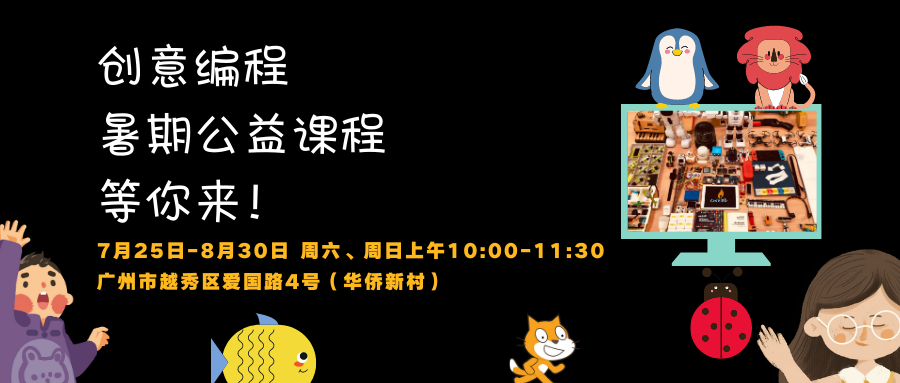 创意编程
暑期公益课程
等你来！
7月25日-8月30日 周六、周日上午10:00-11:30
广州市越秀区爱国路4号（华侨新村）